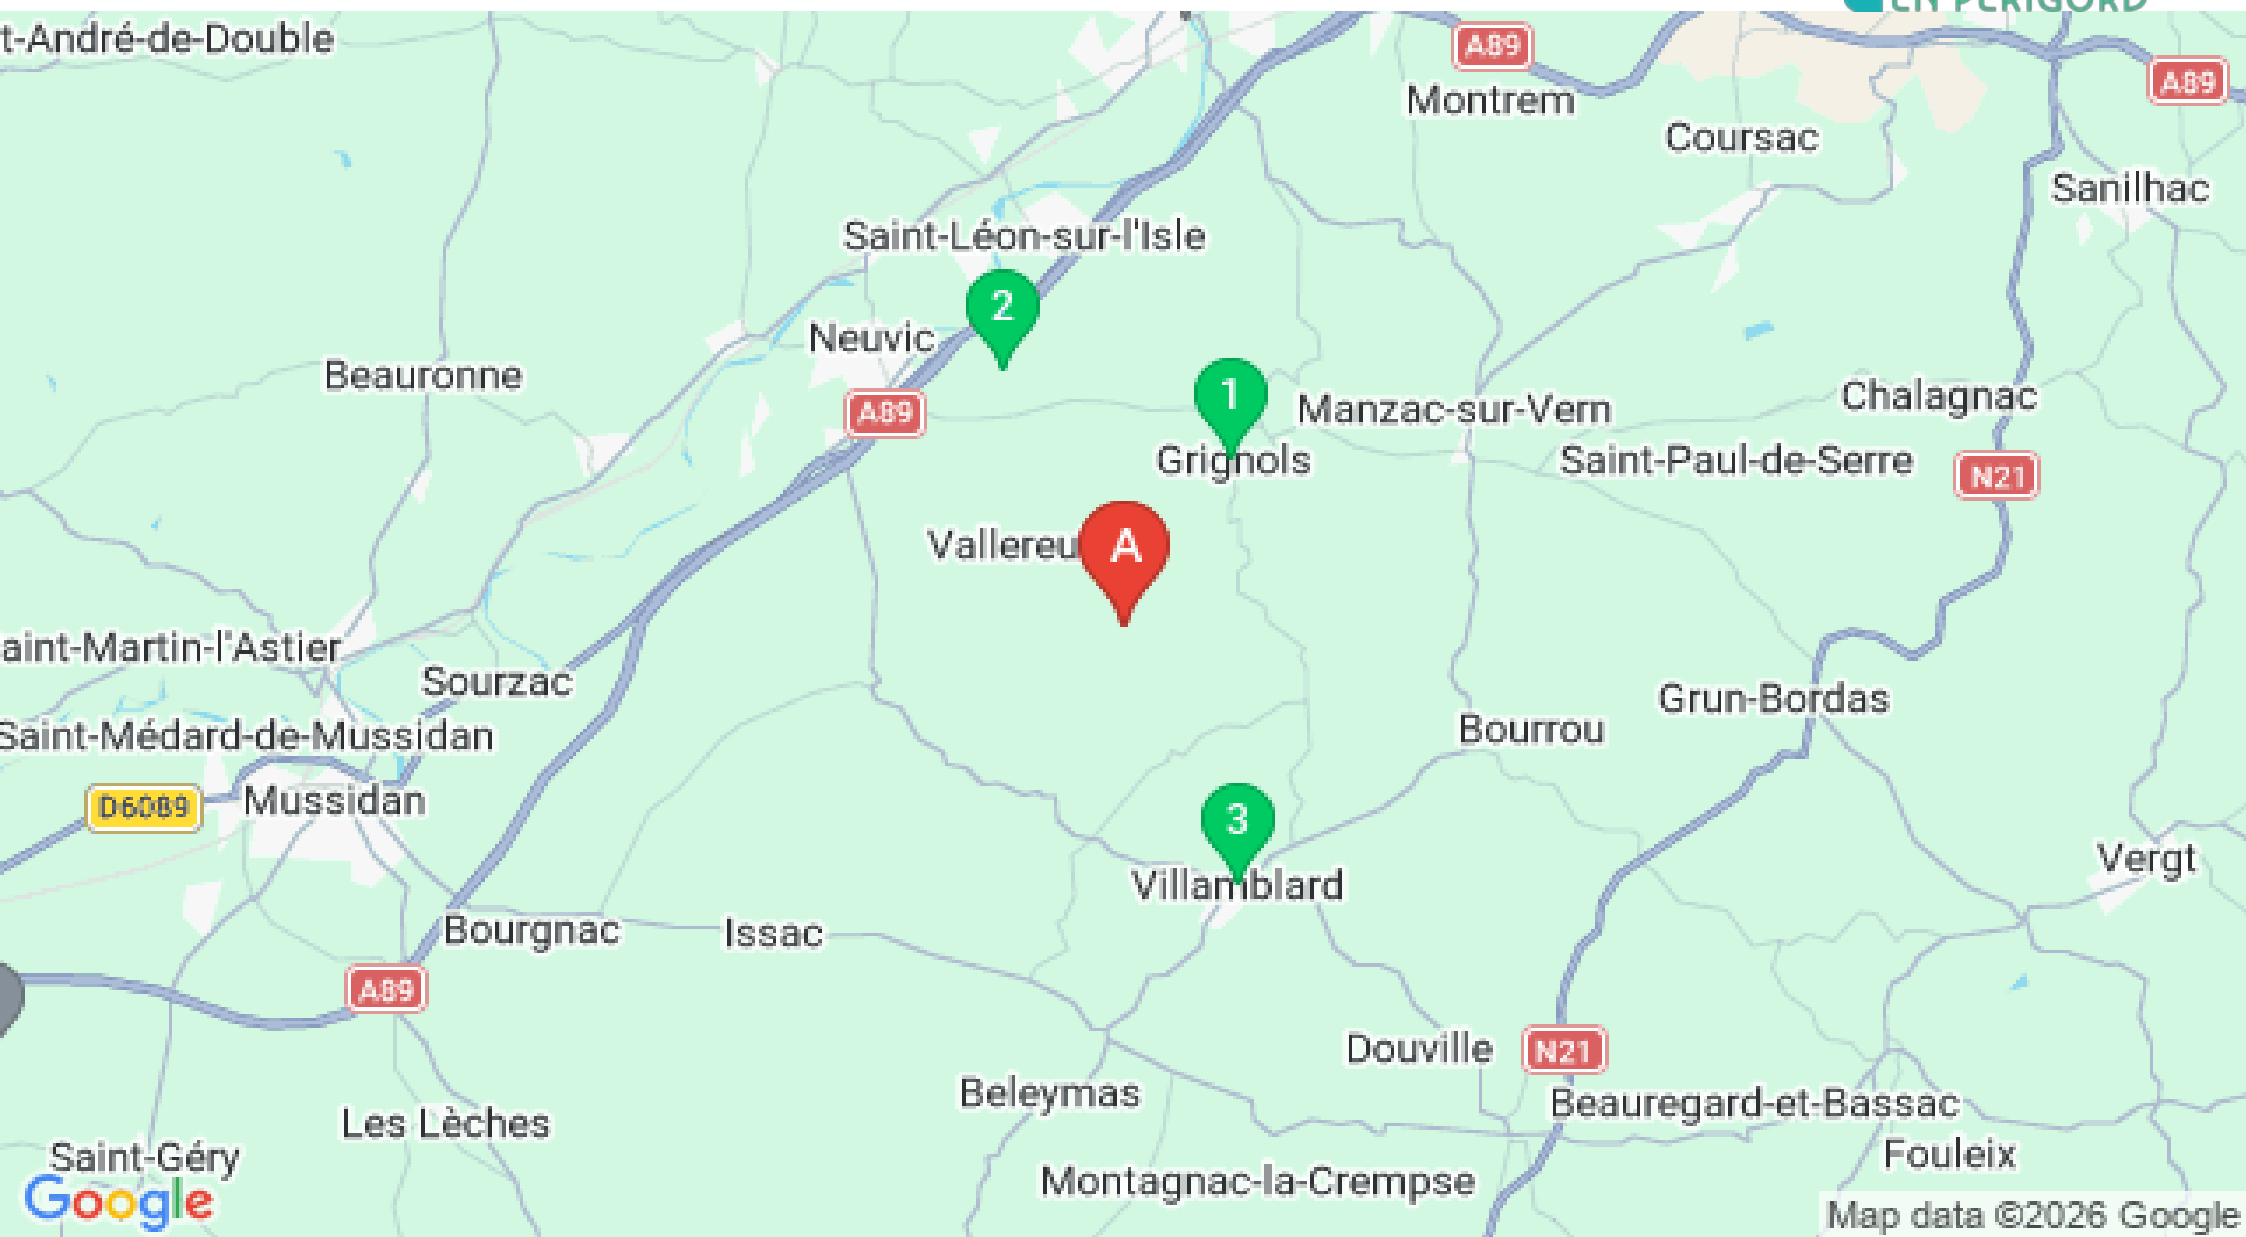 EN PÉRIGORD
t-André-de-Double
A89
A89
Montrem
Coursac
Sanilhac
Saint-Léon-sur-l'Isle
2
Neuvic
Beauronne
1
A89
Manzac-sur-Vern
Chalagnac
Grignols
Saint-Paul-de-Serre
N21
Vallereu
A
aint-Martin-l'Astier
Sourzac
Grun-Bordas
Saint-Médard-de-Mussidan
Bourrou
D6089
Mussidan
3
Vergt
Villamblard
Bourgnac
Issac
A89
Douville
N21
Beleymas
Beauregard-et-Bassac
Les Lèches
Saint-Géry
Fouleix
Montagnac-la-Crempse
Google
Map data ©2026 Google